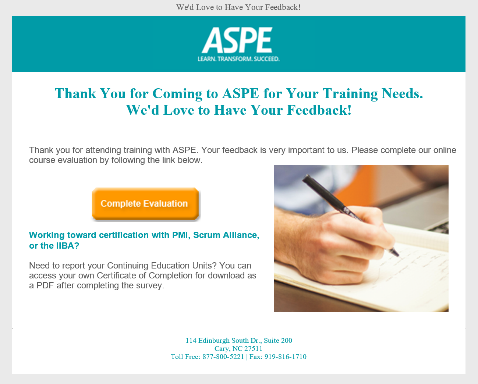 We'd Love to Have Your Feedback!
ASPE
LEARN. TRANSFORM. SUCCEED.
Thank You for Coming to ASPE for Your Training Needs.
We'd Love to Have Your Feedback!
Thank you for attending training with ASPE. Your feedback is very important to us. Please complete our online
course evaluation by following the link below.
Complete Evaluation
Working toward certification with PMI, Scrum Alliance,
or the IIBA?
Need to report your Continuing Education Units? You can
access your own Certificate of Completion for download as
a PDF after completing the survey
114 Edinburgh South Dr., Suite 200
Cary, NC 27511
Toll Free: 877-800-5221 | Fax: 919-816-1710